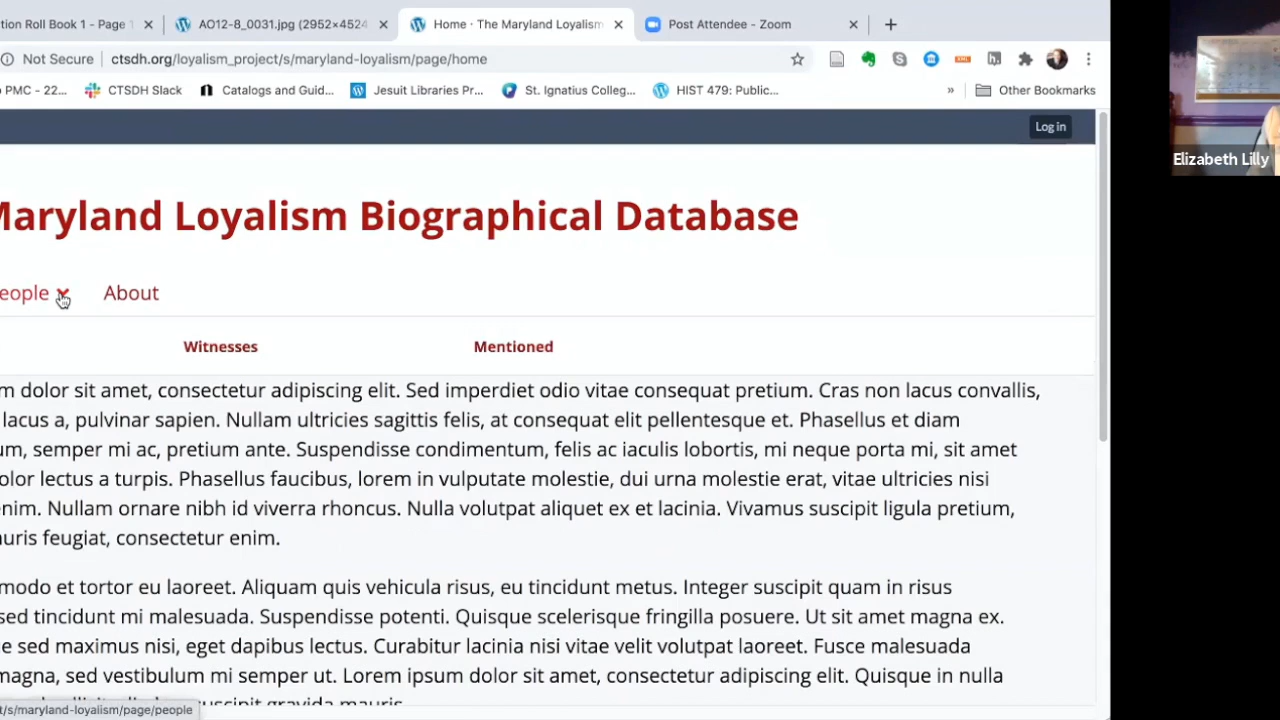 tion Roll Book 1 - Page 1
AO12-8_0031.jpg (2952×4524
Home · The Maryland Loyalism
Post Attendee - Zoom
Not Secure
ctsdh.org/loyalism_project/s/maryland-loyalism/page/home
PMC - 22...
CTSDH Slack
Catalogs and Guid...
Jesuit Libraries Pr...
St. Ignatius Colleg...
HIST 479: Public...
»
Other Bookmarks
Log in
Elizabeth Lilly
Maryland Loyalism Biographical Database
eople
About
Witnesses
Mentioned
m dolor sit amet, consectetur adipiscing elit. Sed imperdiet odio vitae consequat pretium. Cras non lacus convallis,
lacus a, pulvinar sapien. Nullam ultricies sagittis felis, at consequat elit pellentesque et. Phasellus et diam
um, semper mi ac, pretium ante. Suspendisse condimentum, felis ac iaculis lobortis, mi neque porta mi, sit amet
olor lectus a turpis. Phasellus faucibus, lorem in vulputate molestie, dui urna molestie erat, vitae ultricies nisi
enim. Nullam ornare nibh id viverra rhoncus. Nulla volutpat aliquet ex et lacinia. Vivamus suscipit ligula pretium,
auris feugiat, consectetur enim.
modo et tortor eu laoreet. Aliquam quis vehicula risus, eu tincidunt metus. Integer suscipit quam in risus
sed tincidunt mi malesuada. Suspendisse potenti. Quisque scelerisque fringilla posuere. Ut sit amet magna ex.
e sed maximus nisi, eget dapibus lectus. Curabitur lacinia nisi vitae velit volutpat laoreet. Fusce malesuada
magna, sed vestibulum mi semper ut. Lorem ipsum dolor sit amet, consectetur adipiscing elit. Quisque in nulla
suscipit gravida mauris.
t/s/maryland-loyalism/page/people